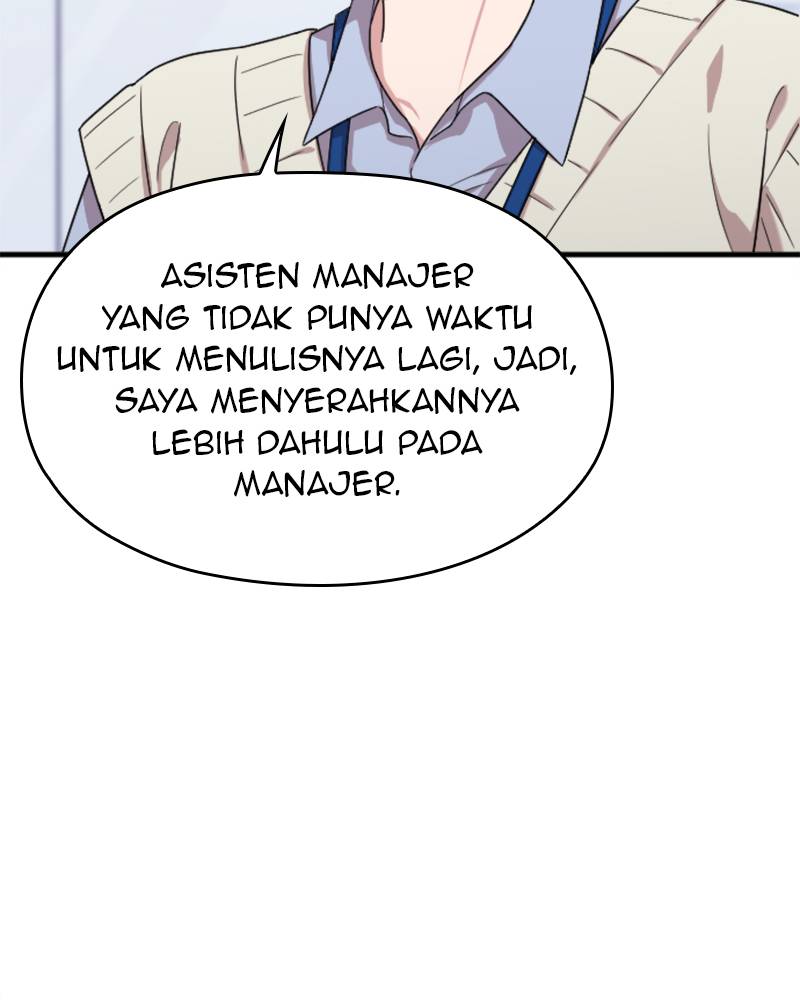 ASISTEN MANAJER
YANG TIDAK PUNYA WAKTU
UNTUK MENULISNYA LAGI, JADI,
SAYA MENYERAHKANNYA
LEBIH DAHULU PADA
MANAJER.